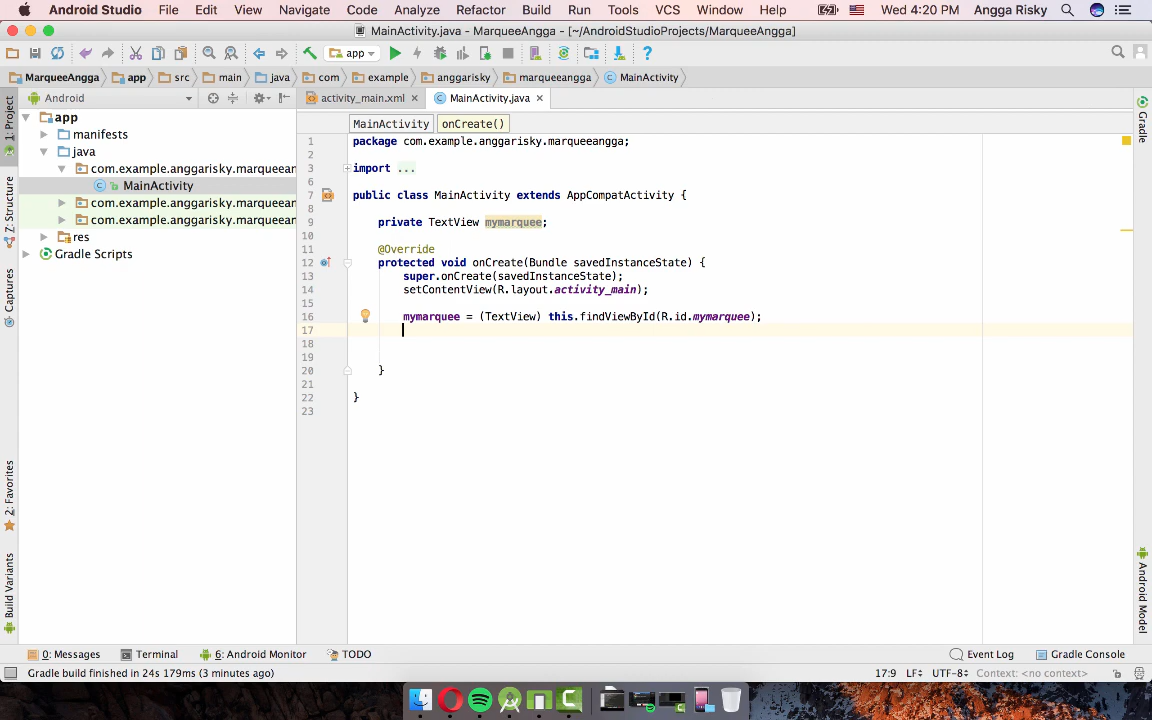 Android Studio File Edit View Navigate Code Analyze Refactor Build Run Tools VCS Window Help Wed 4:20 PM Angga Risky
MainActivity.java - MarqueeAngga - [~/AndroidStudioProjects/MarqueeAngga]
app
MarqueeAngga app src main java com example anggarisky marqueeangga MainActivity
Android
activity_main.xml MainActivity.java
MainActivity onCreate()
app
manifests
java
com.example.anggarisky.marqueean
MainActivity
com.example.anggarisky.marqueean
com.example.anggarisky.marqueean
res
Gradle Scripts
1: Project
Z: Structure
Captures
2: Favorites
Build Variants
1 package com.example.anggarisky.marqueeangga;
2
3 import ...
6
7 public class MainActivity extends AppCompatActivity {
8
9 private TextView mymarquee;
10
11 @Override
12 protected void onCreate(Bundle savedInstanceState) {
13 super.onCreate(savedInstanceState);
14 setContentView(R.layout.activity_main);
15
16 mymarquee = (TextView) this.findViewById(R.id.mymarquee);
17
18
19
20 }
21
22 }
23
Gradle
Android Model
0: Messages Terminal 6: Android Monitor TODO Event Log Gradle Console
Gradle build finished in 24s 179ms (3 minutes ago) 17:9 LF UTF-8 Context: <no context>